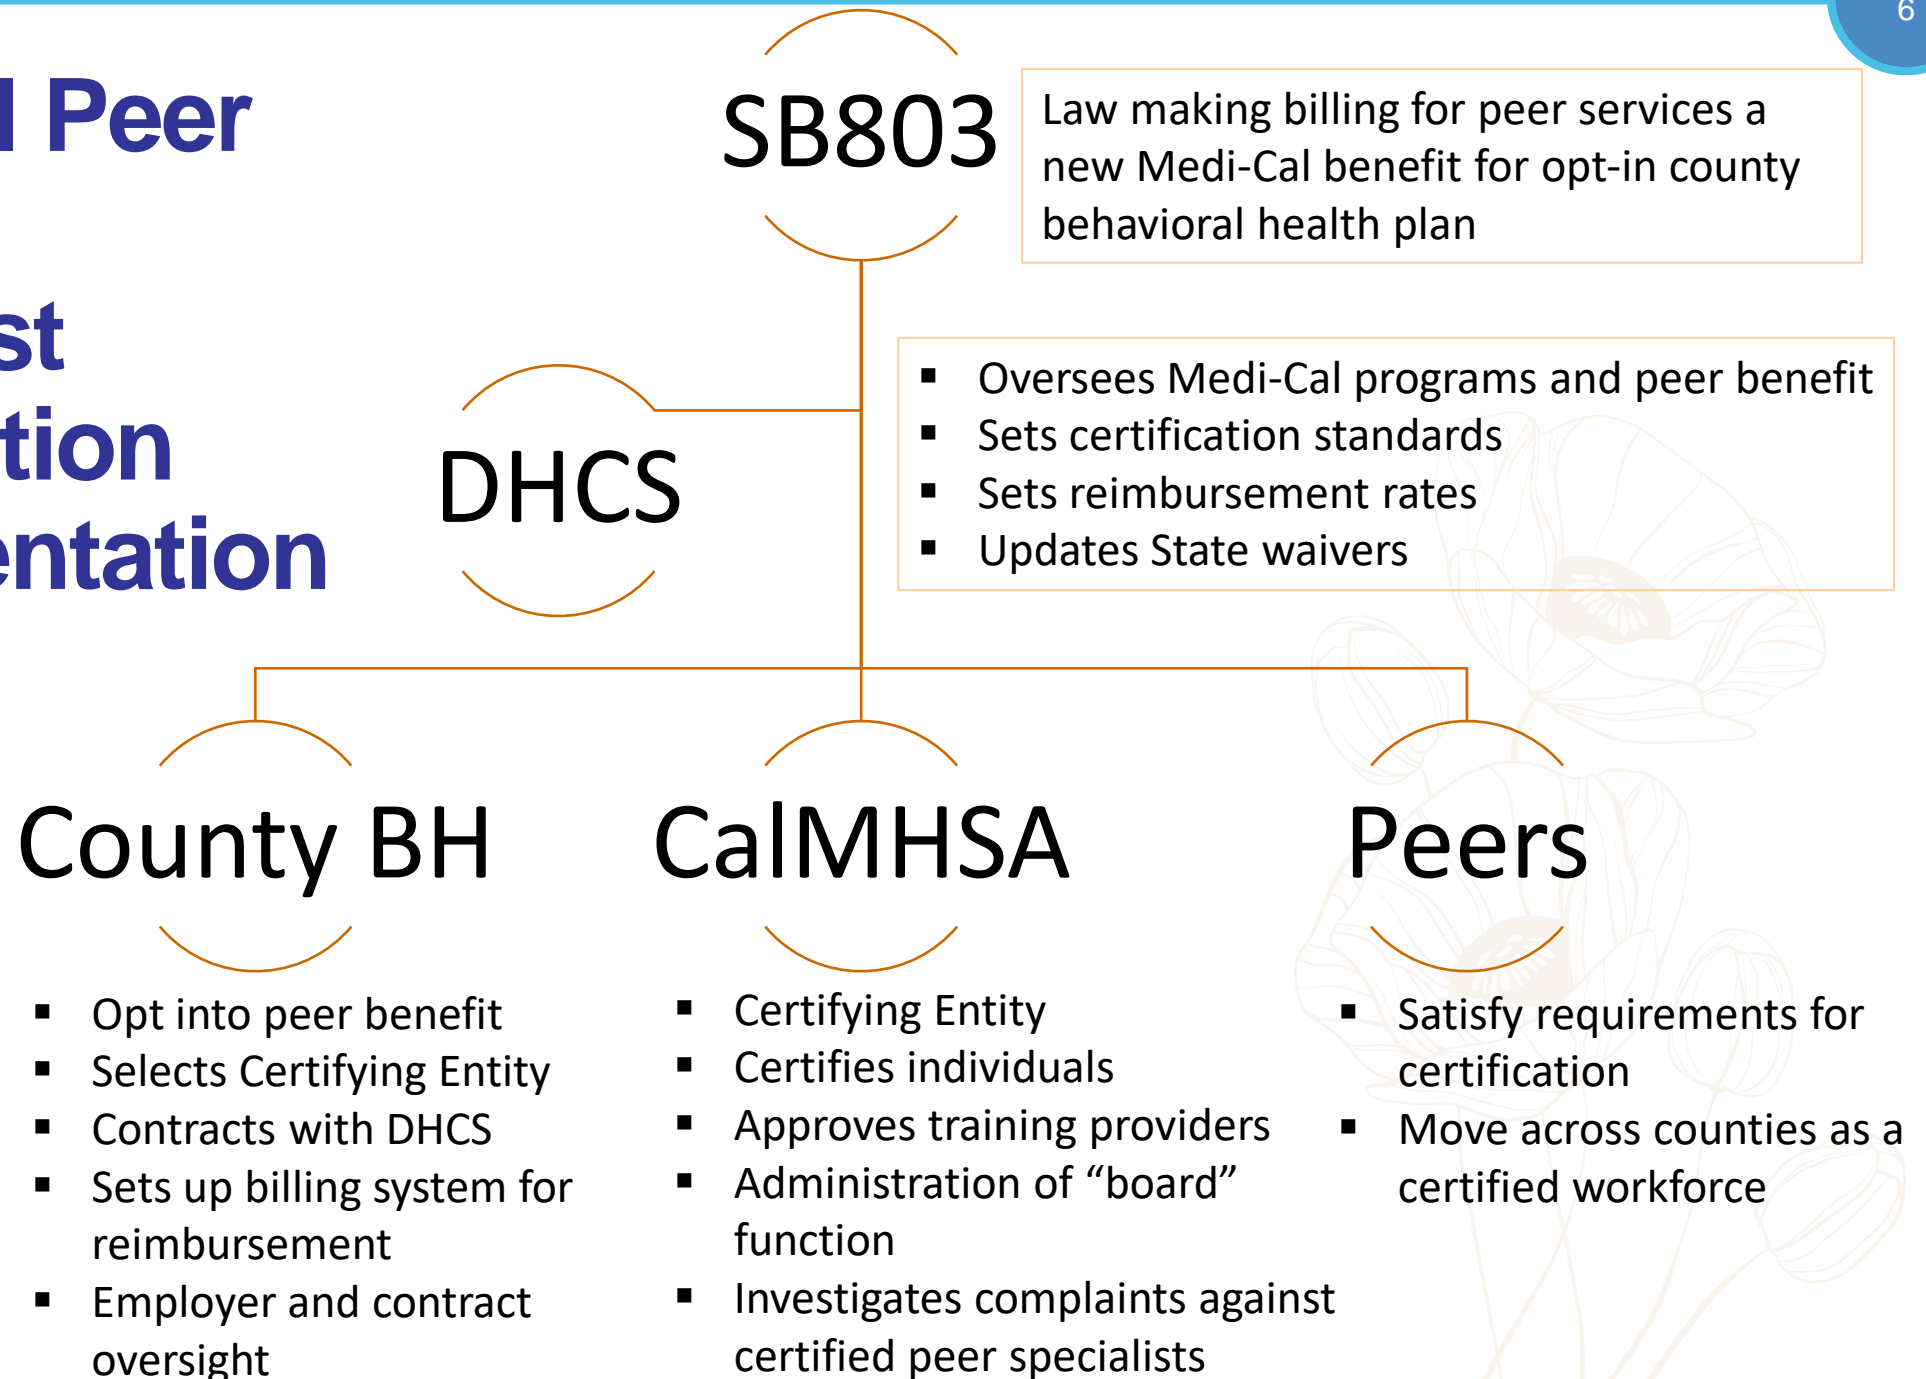 6
l Peer
st
tion
entation
SB803
Law making billing for peer services a
new Medi-Cal benefit for opt-in county
behavioral health plan
DHCS
▪ Oversees Medi-Cal programs and peer benefit
▪ Sets certification standards
▪ Sets reimbursement rates
▪ Updates State waivers
County BH
▪ Opt into peer benefit
▪ Selects Certifying Entity
▪ Contracts with DHCS
▪ Sets up billing system for
reimbursement
▪ Employer and contract
oversight
CalMHSA
▪ Certifying Entity
▪ Certifies individuals
▪ Approves training providers
▪ Administration of “board”
function
▪ Investigates complaints against
certified peer specialists
Peers
▪ Satisfy requirements for
certification
▪ Move across counties as a
certified workforce